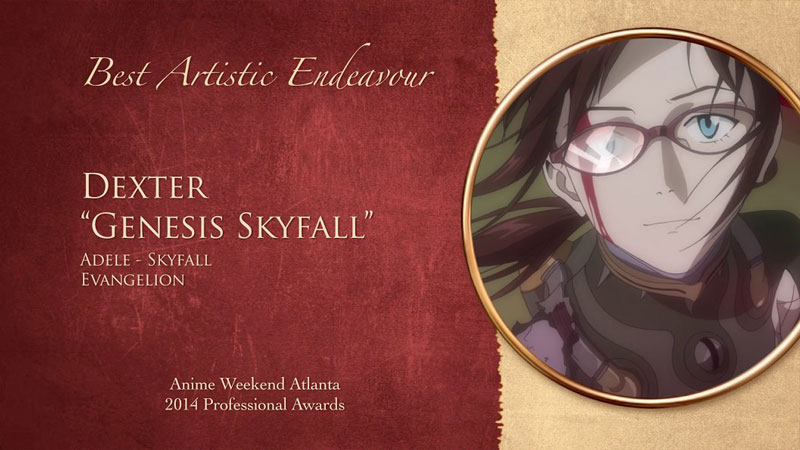 Best Artistic Endeavour
Dexter
“Genesis Skyfall”
Adele - Skyfall
Evangelion
Anime Weekend Atlanta
2014 Professional Awards